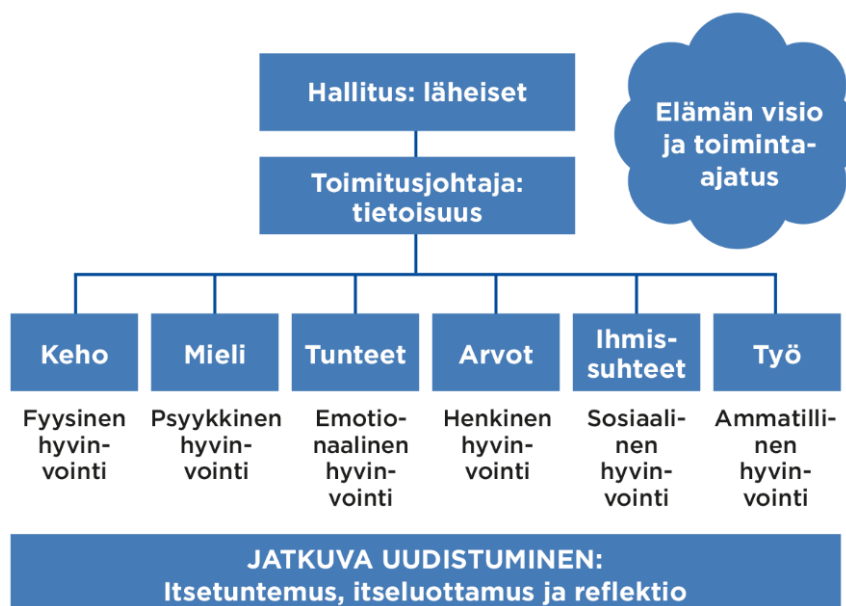 Hallitus: läheiset
Elämän visio
ja toiminta-
ajatus
Toimitusjohtaja:
tietoisuus
Keho
Mieli
Tunteet
Arvot
Ihmis-
suhteet
Työ
Fyysinen
hyvin-
vointi
Psyykkinen
hyvin-
vointi
Emotio-
naalinen
hyvin-
vointi
Henkinen
hyvin-
vointi
Sosiaali-
nen
hyvin-
vointi
Ammatilli-
nen
hyvin-
vointi
JATKUVA UUDISTUMINEN:
Itsetuntemus, itseluottamus ja reflektio